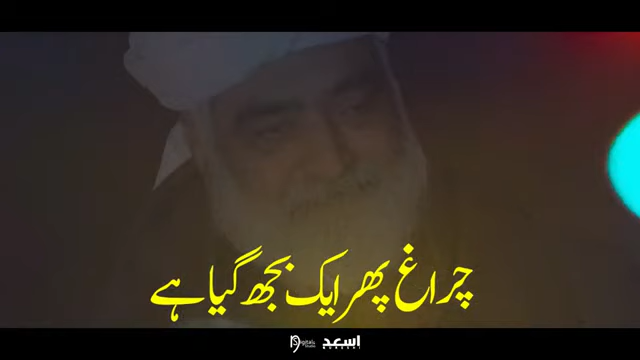 چراغ پھر ایک بجھ گیا ہے
اسعد